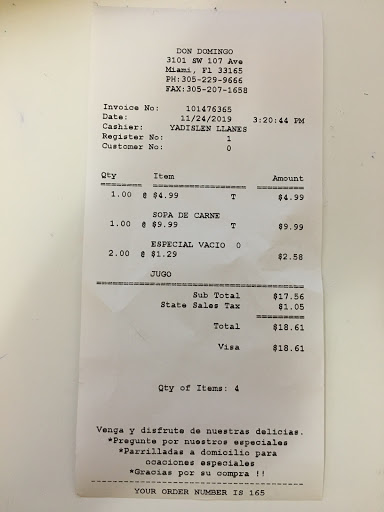 DON DOMINGO
3101 SW 107 Ave
Miami, Fl 33165
PH:305-229-9666
FAX:305-207-1658
Invoice No: 101476365
Date: 11/24/2019 3:20:44 PM
Cashier: YADISLEN LLANES
Register No: 1
Customer No: 0
Qty Item Amount
1.00 @ $4.99 T $4.99
SOPA DE CARNE
1.00 @ $9.99 T $9.99
ESPECIAL VACIO 0
2.00 @ $1.29 $2.58
JUGO
Sub Total $17.56
State Sales Tax $1.05
Total $18.61
Visa $18.61
Qty of Items: 4
Venga y disfrute de nuestras delicias.
*Pregunte por nuestros especiales
*Parrilladas a domicilio para
ocaciones especiales
*Gracias por su compra !!
YOUR ORDER NUMBER IS 165